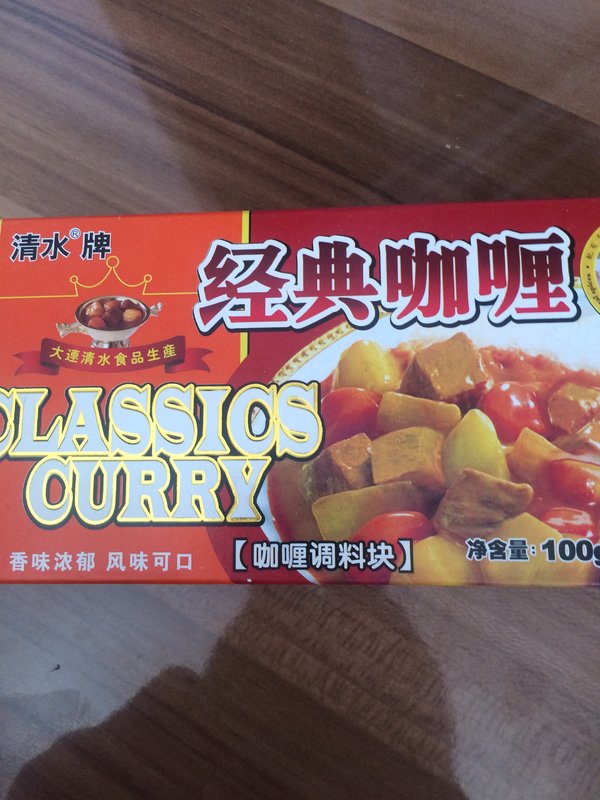 清水®牌
经典咖喱
大連清水食品生産
CLASSICS
CURRY
香味浓郁 风味可口
【咖喱调料块】
净含量:100g